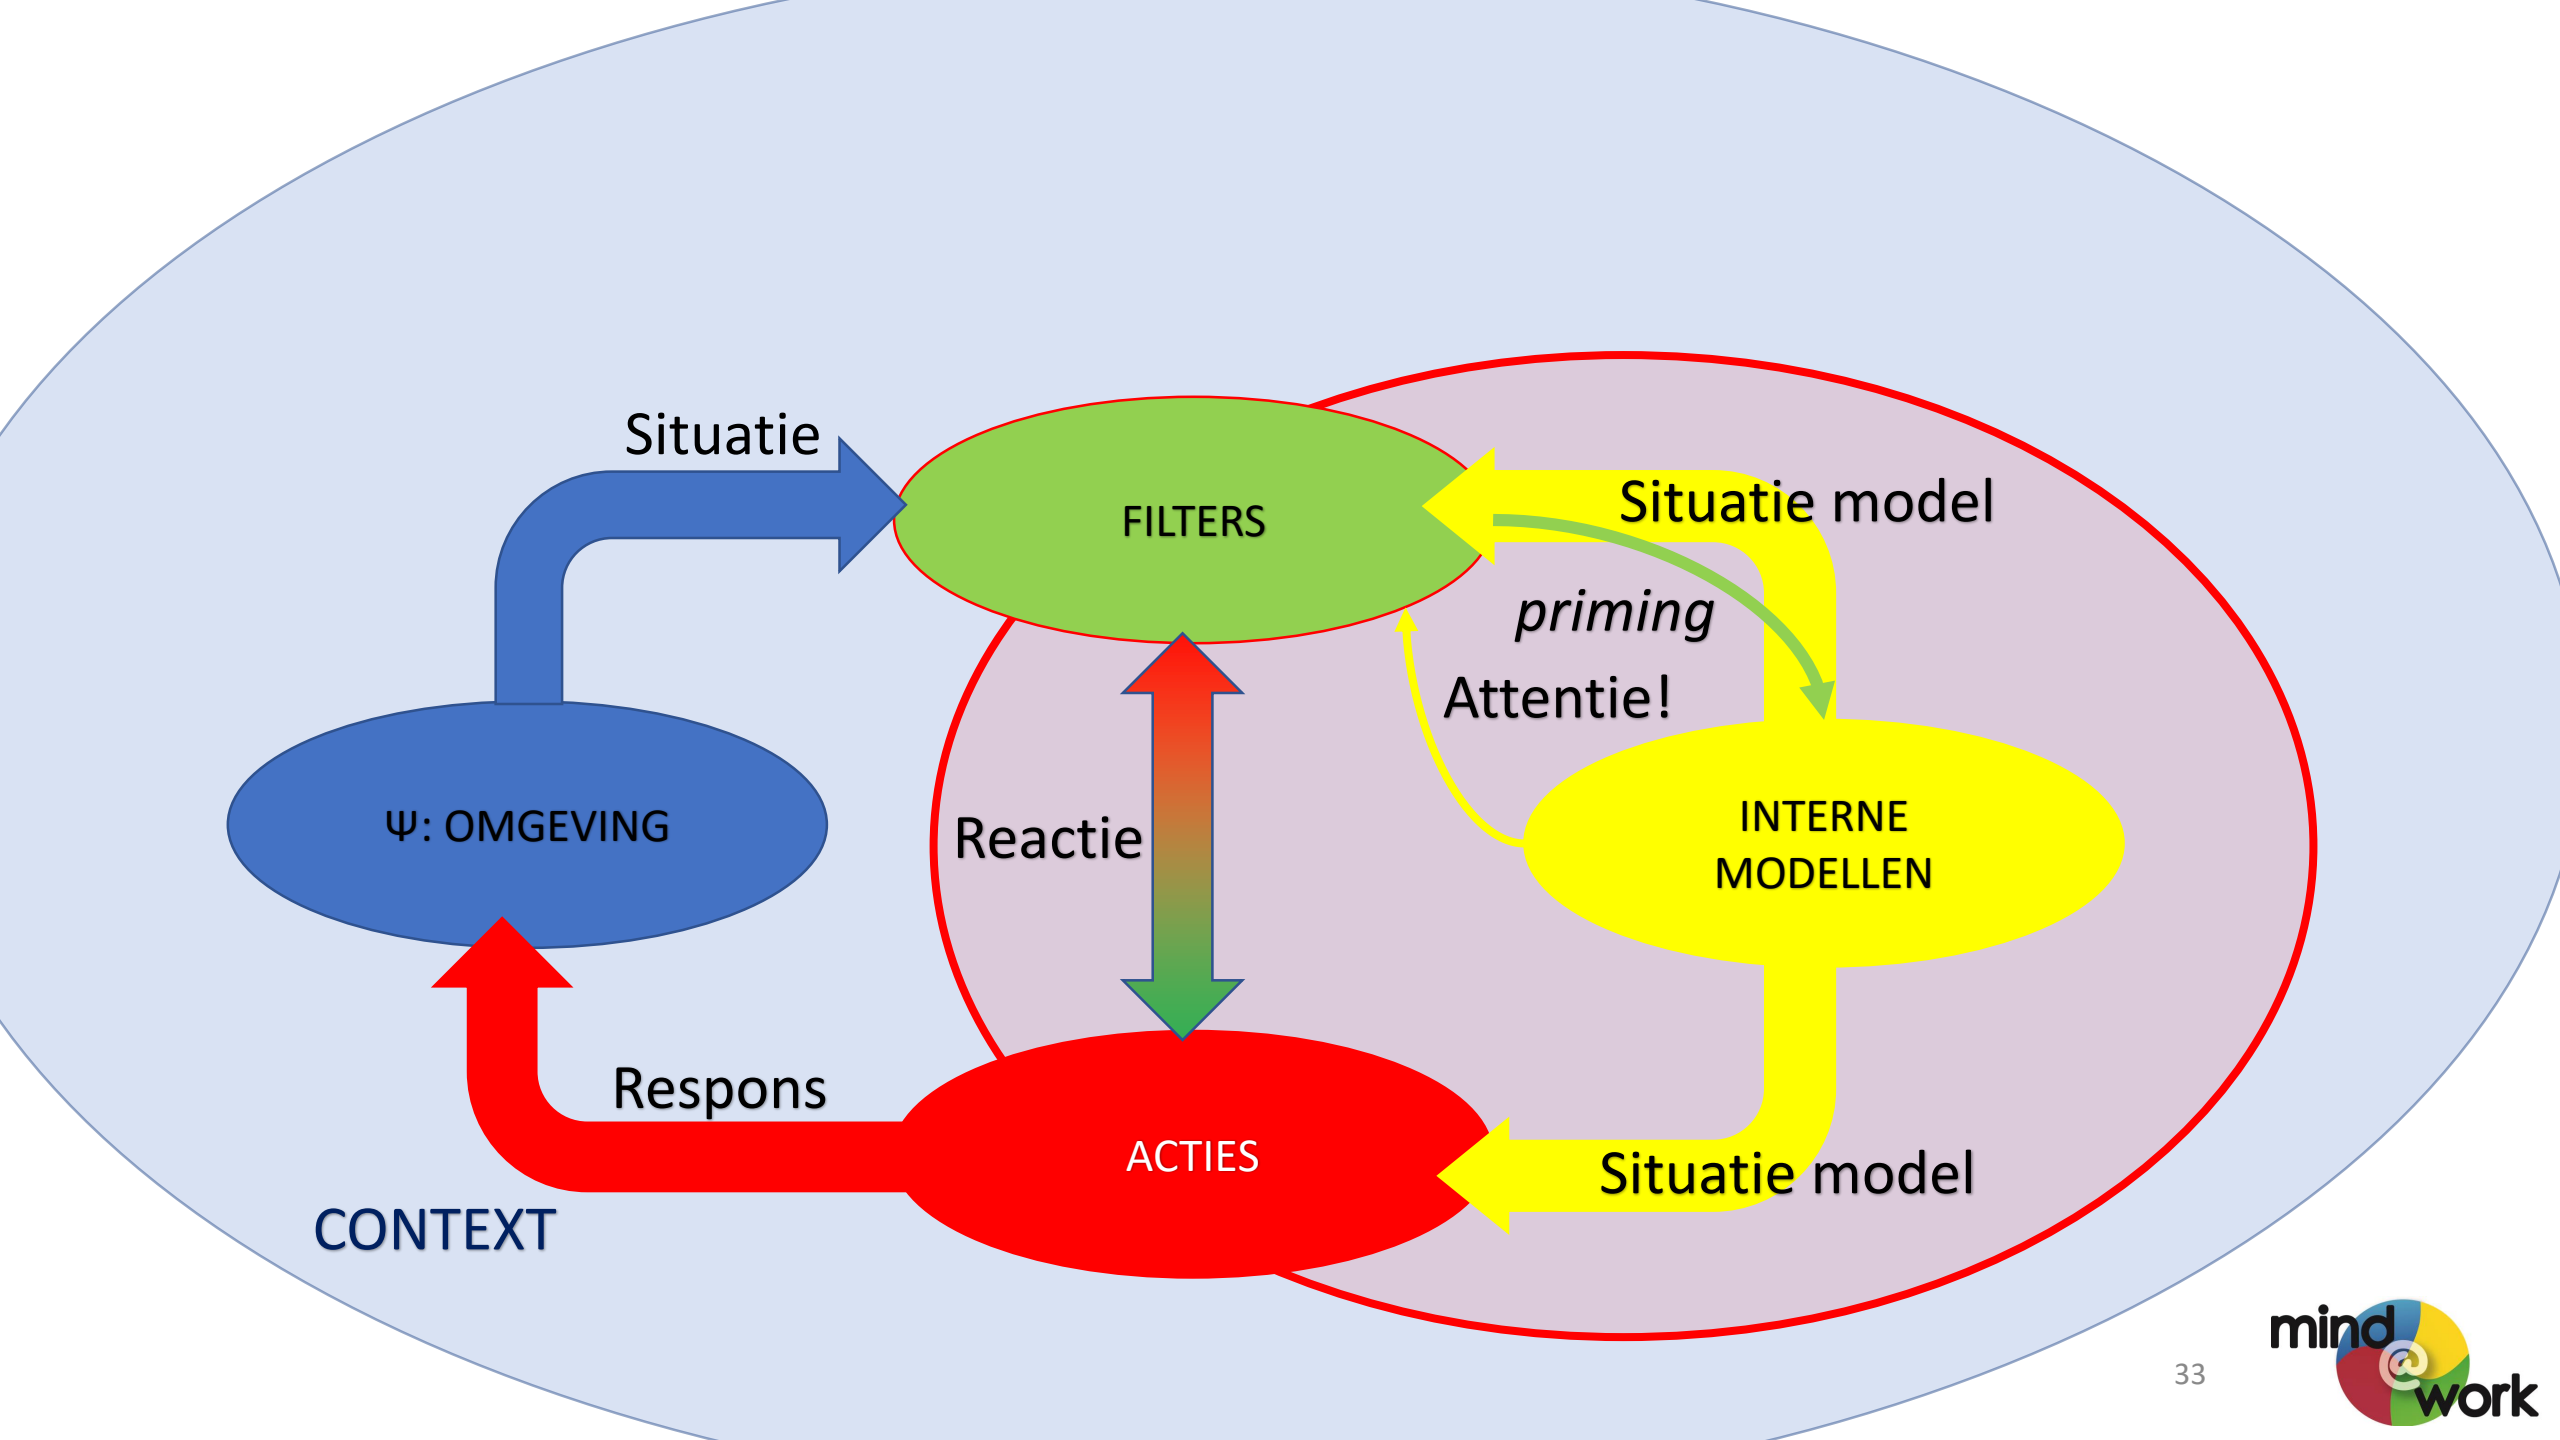 Situatie
FILTERS
Situatie model
priming
Attentie!
Ψ: OMGEVING
Reactie
INTERNE
MODELLEN
Respons
ACTIES
Situatie model
CONTEXT
33
mind
@
work